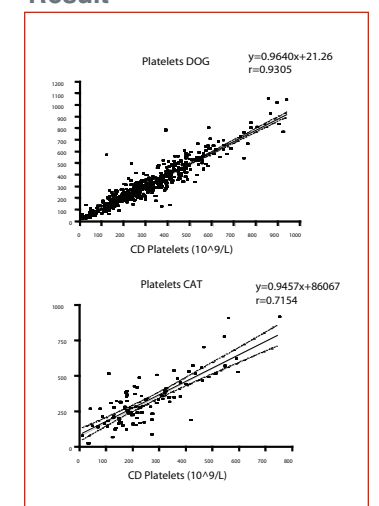 Result
Platelets DOG
y=0.9640x+21.26
r=0.9305
1200
1100
1000
900
800
700
600
500
400
300
200
100
0
0 100 200 300 400 500 600 700 800 900 1000
CD Platelets (10^9/L)
Platelets CAT
y=0.9457x+86067
r=0.7154
1000
750
500
250
0
0 100 200 300 400 500 600 700 800
CD Platelets (10^9/L)